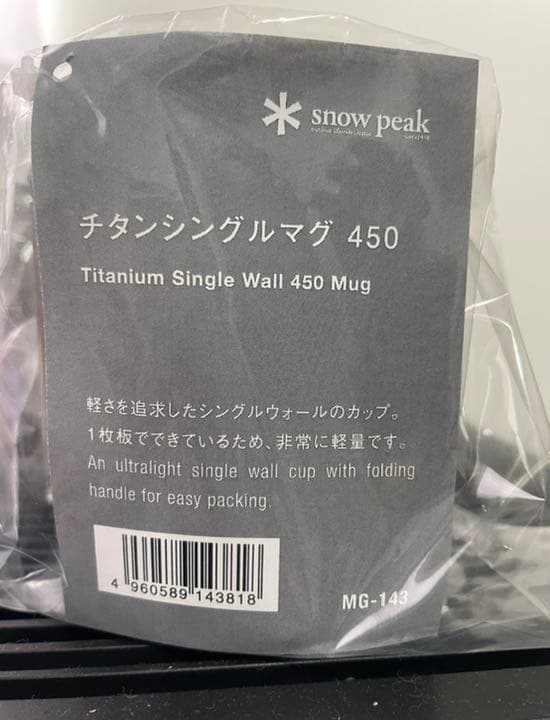 snow peak
チタンシングルマグ 450
Titanium Single Wall 450 Mug
軽さを追求したシングルウォールのカップ。
1枚板でできているため、非常に軽量です。
An ultralight single wall cup with folding
handle for easy packing.
4 960589 143818
MG-143